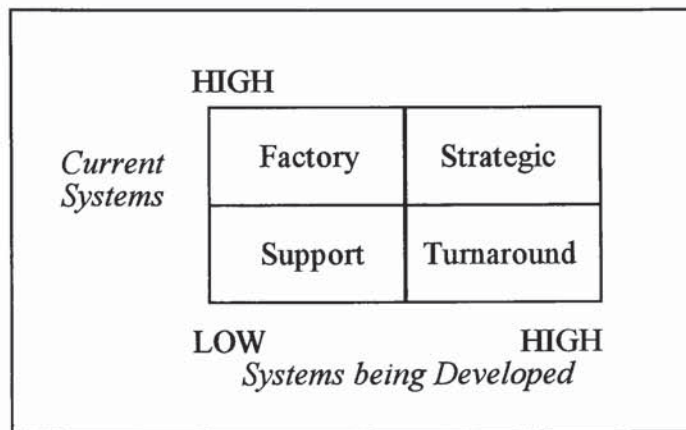 HIGH
Current
Systems
Factory
Strategic
Support
Turnaround
LOW
HIGH
Systems being Developed